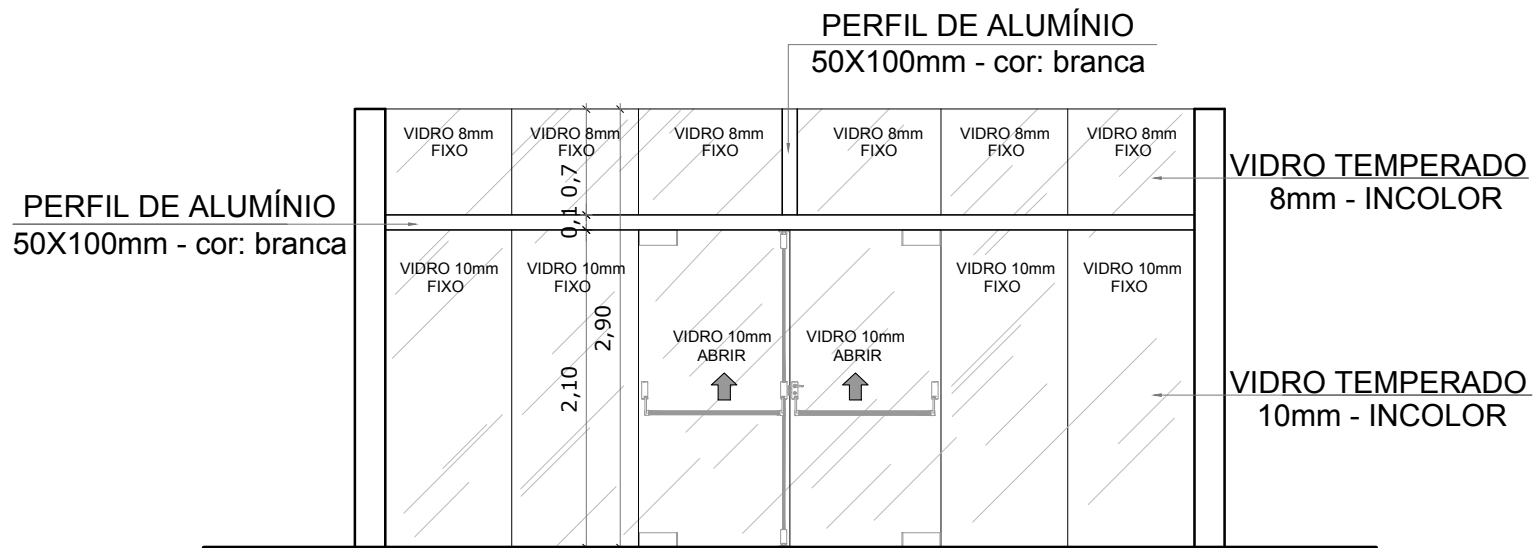 PERFIL DE ALUMÍNIO
50X100mm - cor: branca
VIDRO 8mm
FIXO
VIDRO 8mm
FIXO
VIDRO 8mm
FIXO
VIDRO 8mm
FIXO
VIDRO 8mm
FIXO
VIDRO 8mm
FIXO
0,7
0,1
VIDRO TEMPERADO
8mm - INCOLOR
PERFIL DE ALUMÍNIO
50X100mm - cor: branca
VIDRO 10mm
FIXO
VIDRO 10mm
FIXO
VIDRO 10mm
FIXO
VIDRO 10mm
FIXO
2,90
2,10
VIDRO 10mm
ABRIR
VIDRO 10mm
ABRIR
VIDRO TEMPERADO
10mm - INCOLOR